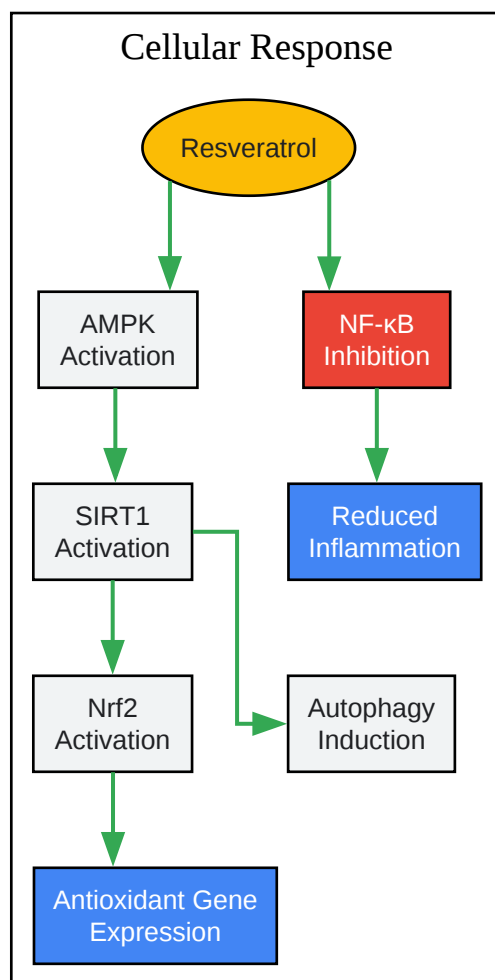 Cellular Response
Resveratrol
AMPK
Activation
NF-κB
Inhibition
SIRT1
Activation
Reduced
Inflammation
Nrf2
Activation
Autophagy
Induction
Antioxidant Gene
Expression